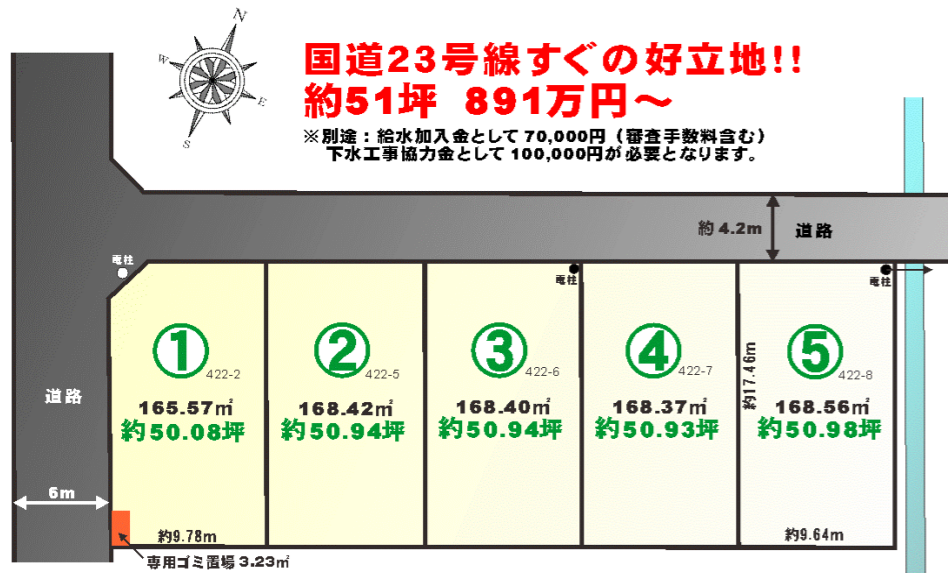 N
W
E
S
国道23号線すぐの好立地!!
約51坪 891万円～
※別途：給水加入金として70,000円（審査手数料含む）
下水工事協力金として100,000円が必要となります。
約4.2m 道路
電柱
電柱
電柱
①
422-2
165.57㎡
約50.08坪
②
422-5
168.42㎡
約50.94坪
③
422-6
168.40㎡
約50.94坪
④
422-7
168.37㎡
約50.93坪
約17.46m
⑤
422-8
168.56㎡
約50.98坪
道路
6m
約9.78m
約9.64m
専用ゴミ置場 3.23㎡